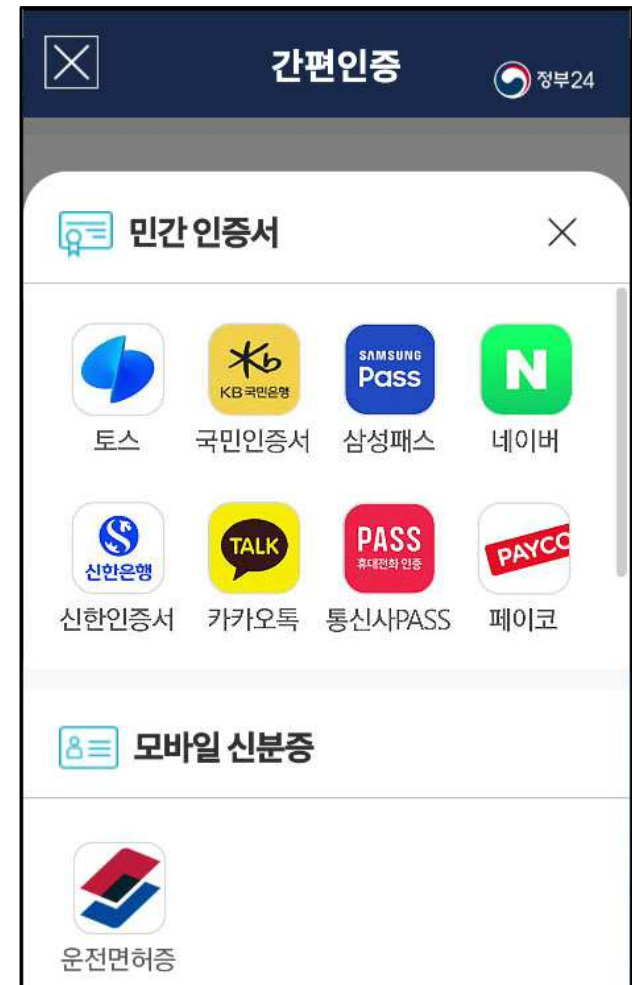 간편인증
정부24
민간 인증서
KB 국민은행
SAMSUNG
Pass
N
토스 국민인증서 삼성패스 네이버
신한은행
TALK
PASS
휴대전화 인증
PAYCO
신한인증서 카카오톡 통신사PASS 페이코
모바일 신분증
운전면허증